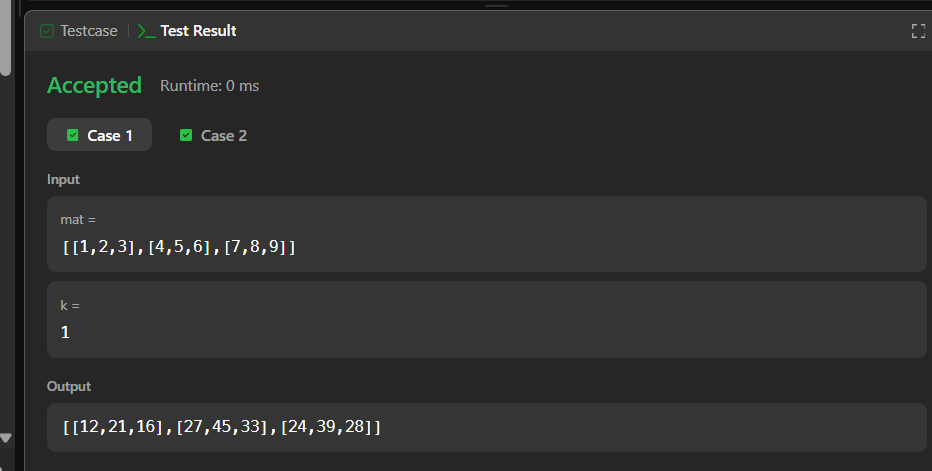 Testcase | >_ Test Result
Accepted Runtime: 0 ms
Case 1 Case 2
Input
mat =
[[1,2,3],[4,5,6],[7,8,9]]
k =
1
Output
[[12,21,16],[27,45,33],[24,39,28]]